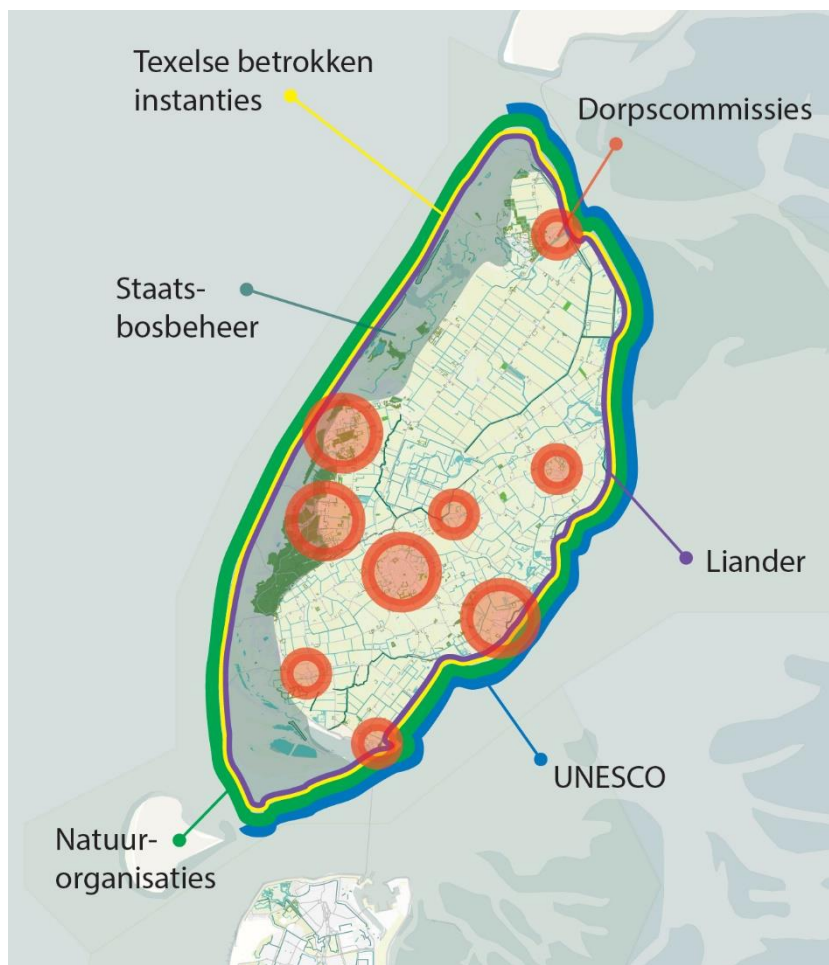 Texelse betrokken
instanties
Dorpscommissies
Staats-
bosbeheer
Liander
UNESCO
Natuur-
organisaties